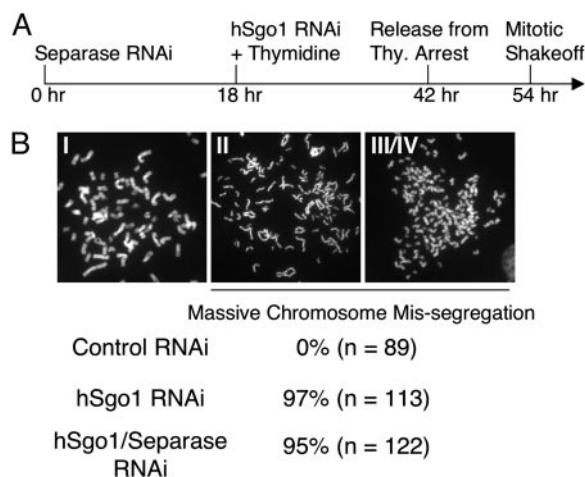 A
Separase RNAi
hSgo1 RNAi
+ Thymidine
Release from
Thy. Arrest
Mitotic
Shakeoff
0 hr
18 hr
42 hr
54 hr
B
I
II
III/IV
Massive Chromosome Mis-segregation
Control RNAi
0% (n = 89)
hSgo1 RNAi
97% (n = 113)
hSgo1/Separase
RNAi
95% (n = 122)